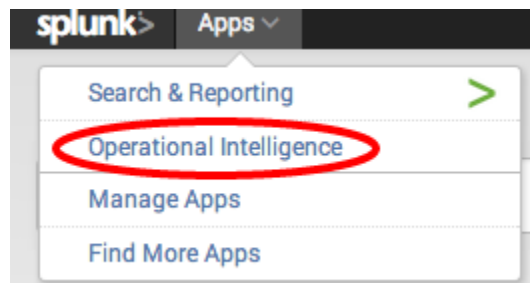 splunk> Apps
Search & Reporting >
Operational Intelligence
Manage Apps
Find More Apps